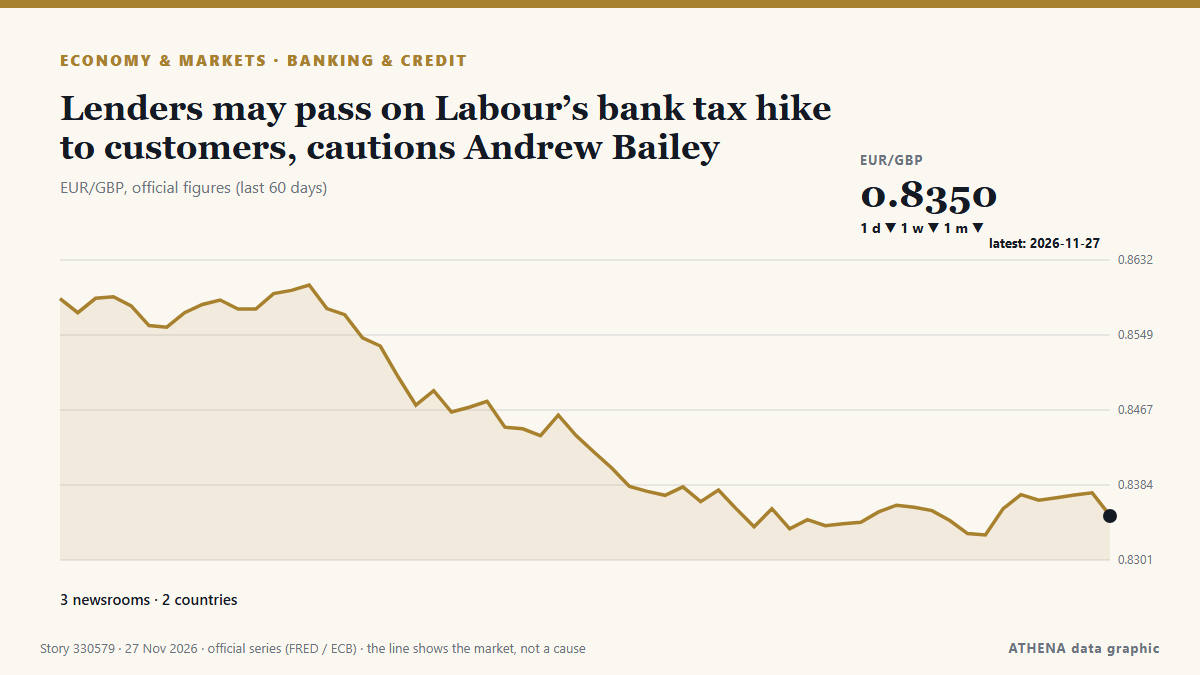 ECONOMY & MARKETS · BANKING & CREDIT
Lenders may pass on Labour’s bank tax hike
to customers, cautions Andrew Bailey
EUR/GBP, official figures (last 60 days)
EUR/GBP
0.8350
1 d ▼ 1 w ▼ 1 m ▼
latest: 2026-11-27
0.8632
0.8549
0.8467
0.8384
0.8301
3 newsrooms · 2 countries
Story 330579 · 27 Nov 2026 · official series (FRED / ECB) · the line shows the market, not a cause
ATHENA data graphic